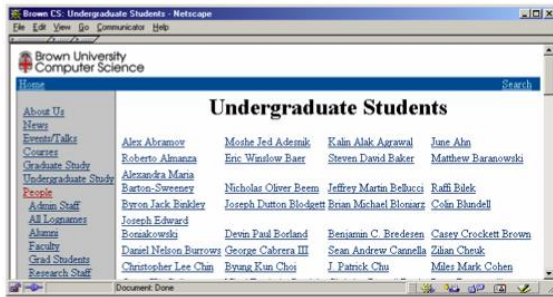 Brown CS: Undergraduate Students - Netscape
File Edit View Go Communicator Help
Brown University
Computer Science
Home Search
Undergraduate Students
About Us
News
Events/Talks
Courses
Graduate Study
Undergraduate Study
People
Admin Staff
All Lognames
Alumni
Faculty
Grad Students
Research Staff
Alex Abramov Moshe Jed Adesnik Kalin Alak Agrawal June Ahn
Roberto Almanza Eric Winslow Baer Steven David Baker Matthew Baranowski
Alexandra Maria
Barton-Sweeney Nicholas Oliver Beem Jeffrey Martin Bellucci Raffi Bilek
Byron Jack Binkley Joseph Dutton Blodgett Brian Michael Bloniarz Colin Blundell
Joseph Edward
Boniakowski Devin Paul Borland Benjamin C. Bredesen Casey Crockett Brown
Daniel Nelson Burrows George Cabrera III Sean Andrew Cannella Zilian Cheuk
Christopher Lee Chin Byung Kun Choi J. Patrick Chu Miles Mark Cohen
Document: Done